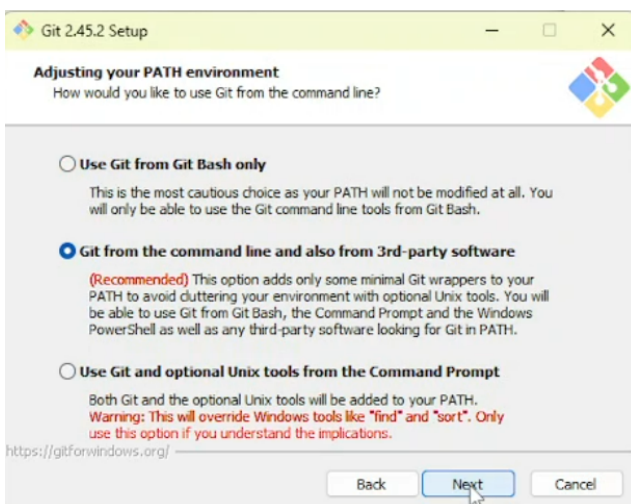 Git 2.45.2 Setup
Adjusting your PATH environment
How would you like to use Git from the command line?
Use Git from Git Bash only
This is the most cautious choice as your PATH will not be modified at all. You
will only be able to use the Git command line tools from Git Bash.
Git from the command line and also from 3rd-party software
(Recommended) This option adds only some minimal Git wrappers to your
PATH to avoid cluttering your environment with optional Unix tools. You will
be able to use Git from Git Bash, the Command Prompt and the Windows
PowerShell as well as any third-party software looking for Git in PATH.
Use Git and optional Unix tools from the Command Prompt
Both Git and the optional Unix tools will be added to your PATH.
Warning: This will override Windows tools like "find" and "sort". Only
use this option if you understand the implications.
https://gitforwindows.org/
Back Next Cancel